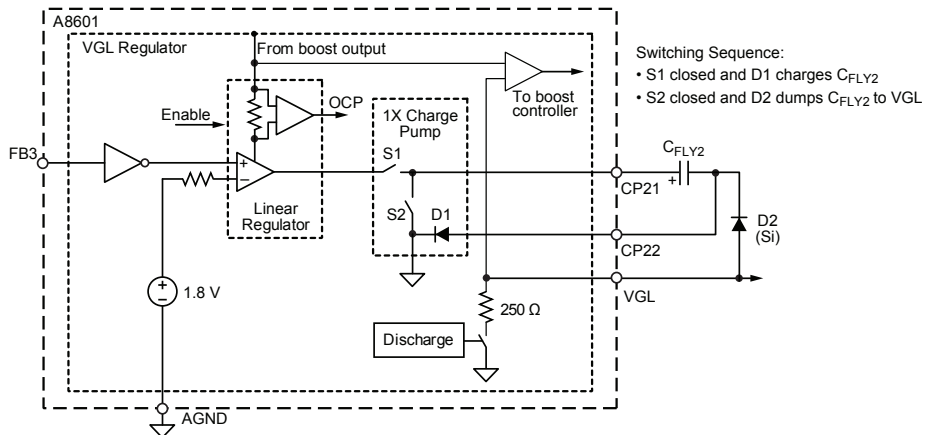 A8601
VGL Regulator
From boost output
Switching Sequence:
• S1 closed and D1 charges CFLY2
• S2 closed and D2 dumps CFLY2 to VGL
Enable
OCP
To boost
controller
1X Charge
Pump
FB3
+
–
Linear
Regulator
S1
S2
D1
CFLY2
+
CP21
CP22
D2
(Si)
VGL
+
–
1.8 V
250 Ω
Discharge
AGND